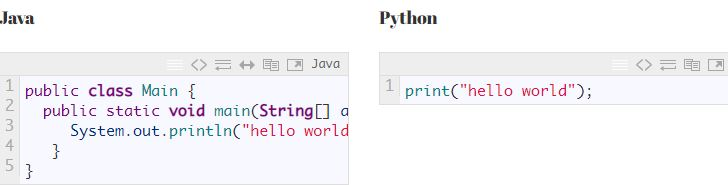 Java
Python
Java
1 public class Main {
2 public static void main(String[] a
3 System.out.println("hello world
4 }
5 }
1 print("hello world");